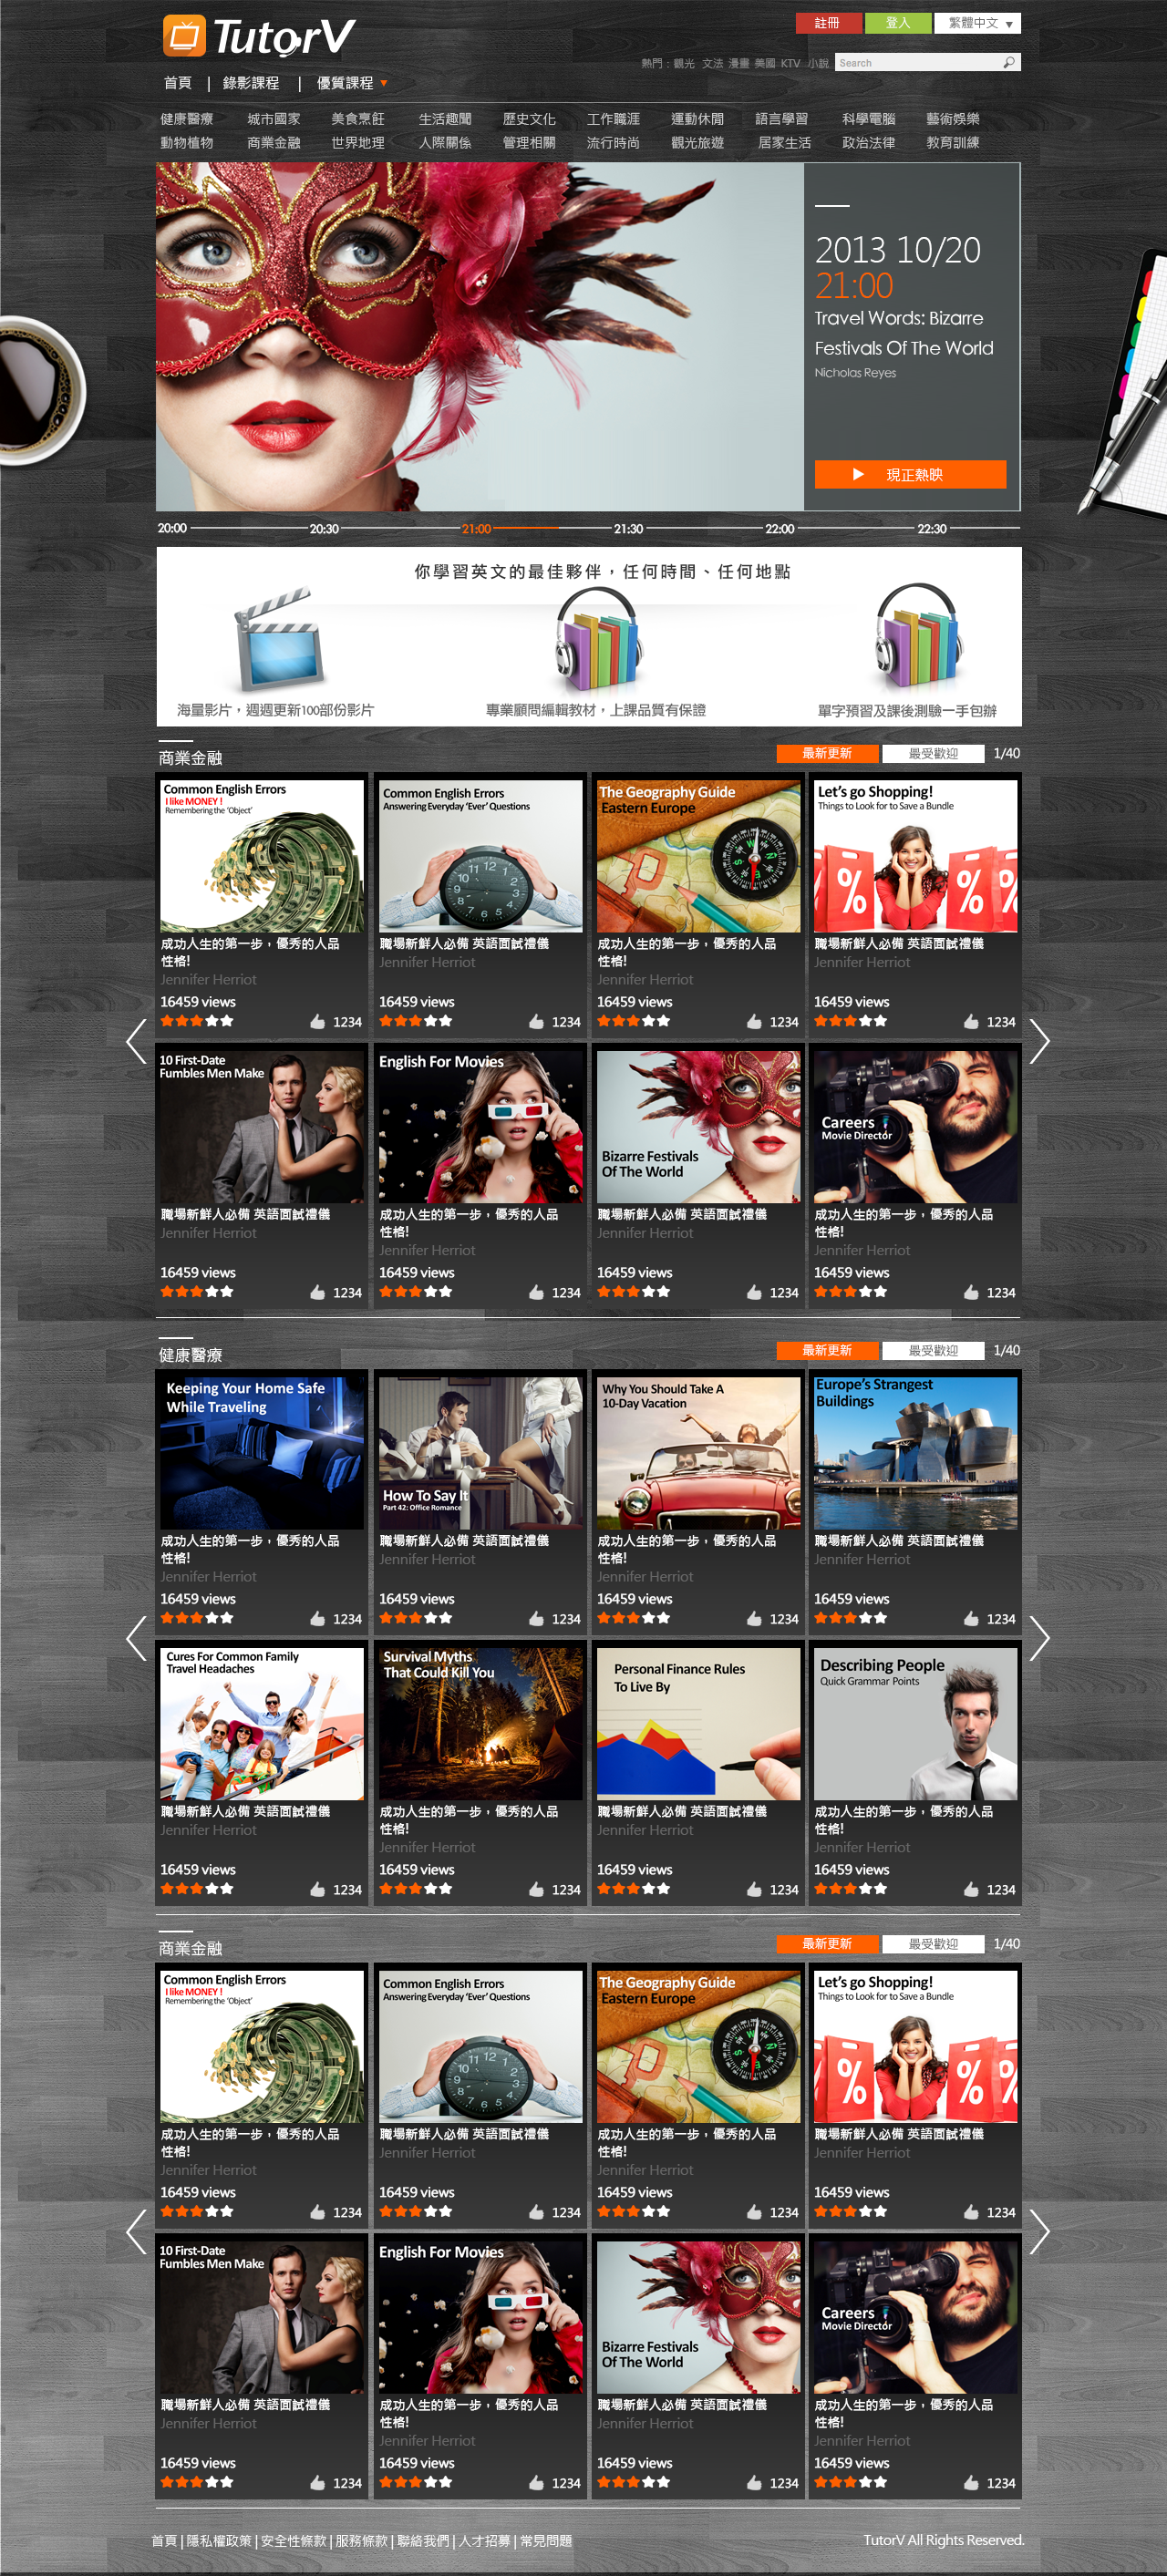 TutorV
註冊
登入
繁體中文
熱門：觀光 文法 漫畫 美國 KTV 小說
Search
首頁 | 錄影課程 | 優質課程
健康醫療 城市國家 美食烹飪 生活趣聞 歷史文化 工作職涯 運動休閒 語言學習 科學電腦 藝術娛樂
動物植物 商業金融 世界地理 人際關係 管理相關 流行時尚 觀光旅遊 居家生活 政治法律 教育訓練
2013 10/20
21:00
Travel Words: Bizarre
Festivals Of The World
Nicholas Reyes
現正熱映
20:00 20:30 21:00 21:30 22:00 22:30
你學習英文的最佳夥伴，任何時間、任何地點
海量影片，週週更新100部份影片
專業顧問編輯教材，上課品質有保證
單字預習及課後測驗一手包辦
商業金融
最新更新 最受歡迎 1/40
Common English Errors
I like MONEY !
Remembering the 'Object'
成功人生的第一步，優秀的人品
性格!
Jennifer Herriot
16459 views
1234
Common English Errors
Answering Everyday 'Ever' Questions
職場新鮮人必備 英語面試禮儀
Jennifer Herriot
16459 views
1234
The Geography Guide
Eastern Europe
成功人生的第一步，優秀的人品
性格!
Jennifer Herriot
16459 views
1234
Let's go Shopping!
Things to Look for to Save a Bundle
%
%
職場新鮮人必備 英語面試禮儀
Jennifer Herriot
16459 views
1234
10 First-Date
Fumbles Men Make
職場新鮮人必備 英語面試禮儀
Jennifer Herriot
16459 views
1234
English For Movies
成功人生的第一步，優秀的人品
性格!
Jennifer Herriot
16459 views
1234
Bizarre Festivals
Of The World
職場新鮮人必備 英語面試禮儀
Jennifer Herriot
16459 views
1234
Careers
Movie Director
成功人生的第一步，優秀的人品
性格!
Jennifer Herriot
16459 views
1234
健康醫療
最新更新 最受歡迎 1/40
Keeping Your Home Safe
While Traveling
成功人生的第一步，優秀的人品
性格!
Jennifer Herriot
16459 views
1234
How To Say It
Part 42: Office Romance
職場新鮮人必備 英語面試禮儀
Jennifer Herriot
16459 views
1234
Why You Should Take A
10-Day Vacation
成功人生的第一步，優秀的人品
性格!
Jennifer Herriot
16459 views
1234
Europe's Strangest
Buildings
職場新鮮人必備 英語面試禮儀
Jennifer Herriot
16459 views
1234
Cures For Common Family
Travel Headaches
職場新鮮人必備 英語面試禮儀
Jennifer Herriot
16459 views
1234
Survival Myths
That Could Kill You
成功人生的第一步，優秀的人品
性格!
Jennifer Herriot
16459 views
1234
Personal Finance Rules
To Live By
職場新鮮人必備 英語面試禮儀
Jennifer Herriot
16459 views
1234
Describing People
Quick Grammar Points
成功人生的第一步，優秀的人品
性格!
Jennifer Herriot
16459 views
1234
商業金融
最新更新 最受歡迎 1/40
Common English Errors
I like MONEY !
Remembering the 'Object'
成功人生的第一步，優秀的人品
性格!
Jennifer Herriot
16459 views
1234
Common English Errors
Answering Everyday 'Ever' Questions
職場新鮮人必備 英語面試禮儀
Jennifer Herriot
16459 views
1234
The Geography Guide
Eastern Europe
成功人生的第一步，優秀的人品
性格!
Jennifer Herriot
16459 views
1234
Let's go Shopping!
Things to Look for to Save a Bundle
%
%
職場新鮮人必備 英語面試禮儀
Jennifer Herriot
16459 views
1234
10 First-Date
Fumbles Men Make
職場新鮮人必備 英語面試禮儀
Jennifer Herriot
16459 views
1234
English For Movies
成功人生的第一步，優秀的人品
性格!
Jennifer Herriot
16459 views
1234
Bizarre Festivals
Of The World
職場新鮮人必備 英語面試禮儀
Jennifer Herriot
16459 views
1234
Careers
Movie Director
成功人生的第一步，優秀的人品
性格!
Jennifer Herriot
16459 views
1234
首頁 | 隱私權政策 | 安全性條款 | 服務條款 | 聯絡我們 | 人才招募 | 常見問題
TutorV All Rights Reserved.